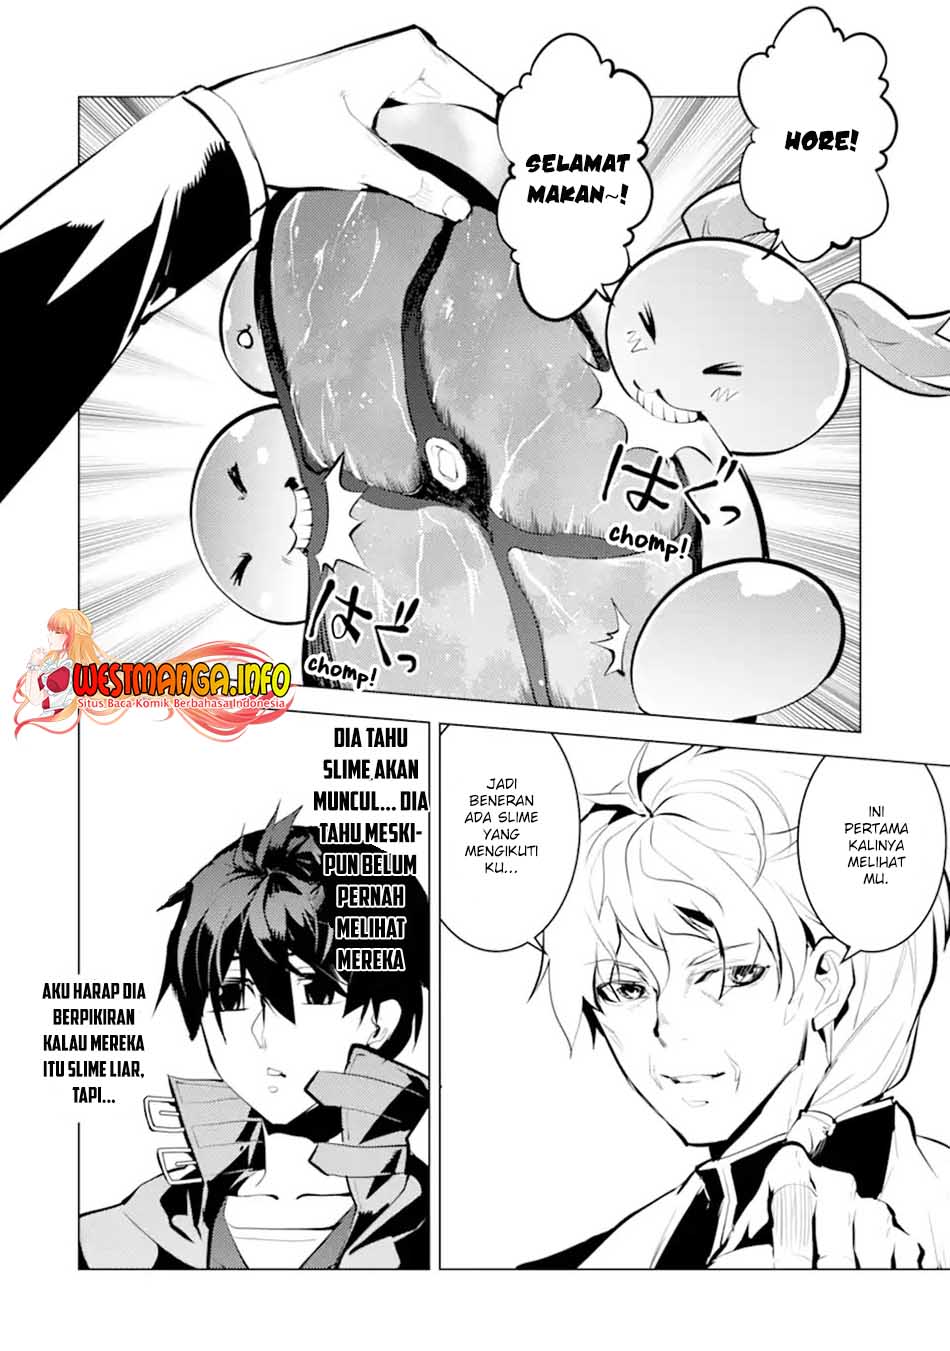 HORE!
SELAMAT
MAKAN~!
はぐっ
chomp!
はぐっ
chomp!
WESTMANGA.INFO
Situs Baca Komik Berbahasa Indonesia
INI
PERTAMA
KALINYA
MELIHAT
MU.
JADI
BENERAN
ADA SLIME
YANG
MENGIKUTI
KU...
DIA TAHU
SLIME AKAN
MUNCUL... DIA
TAHU MESKI-
PUN BELUM
PERNAH
MELIHAT
MEREKA
AKU HARAP DIA
BERPIKIRAN
KALAU MEREKA
ITU SLIME LIAR,
TAPI...